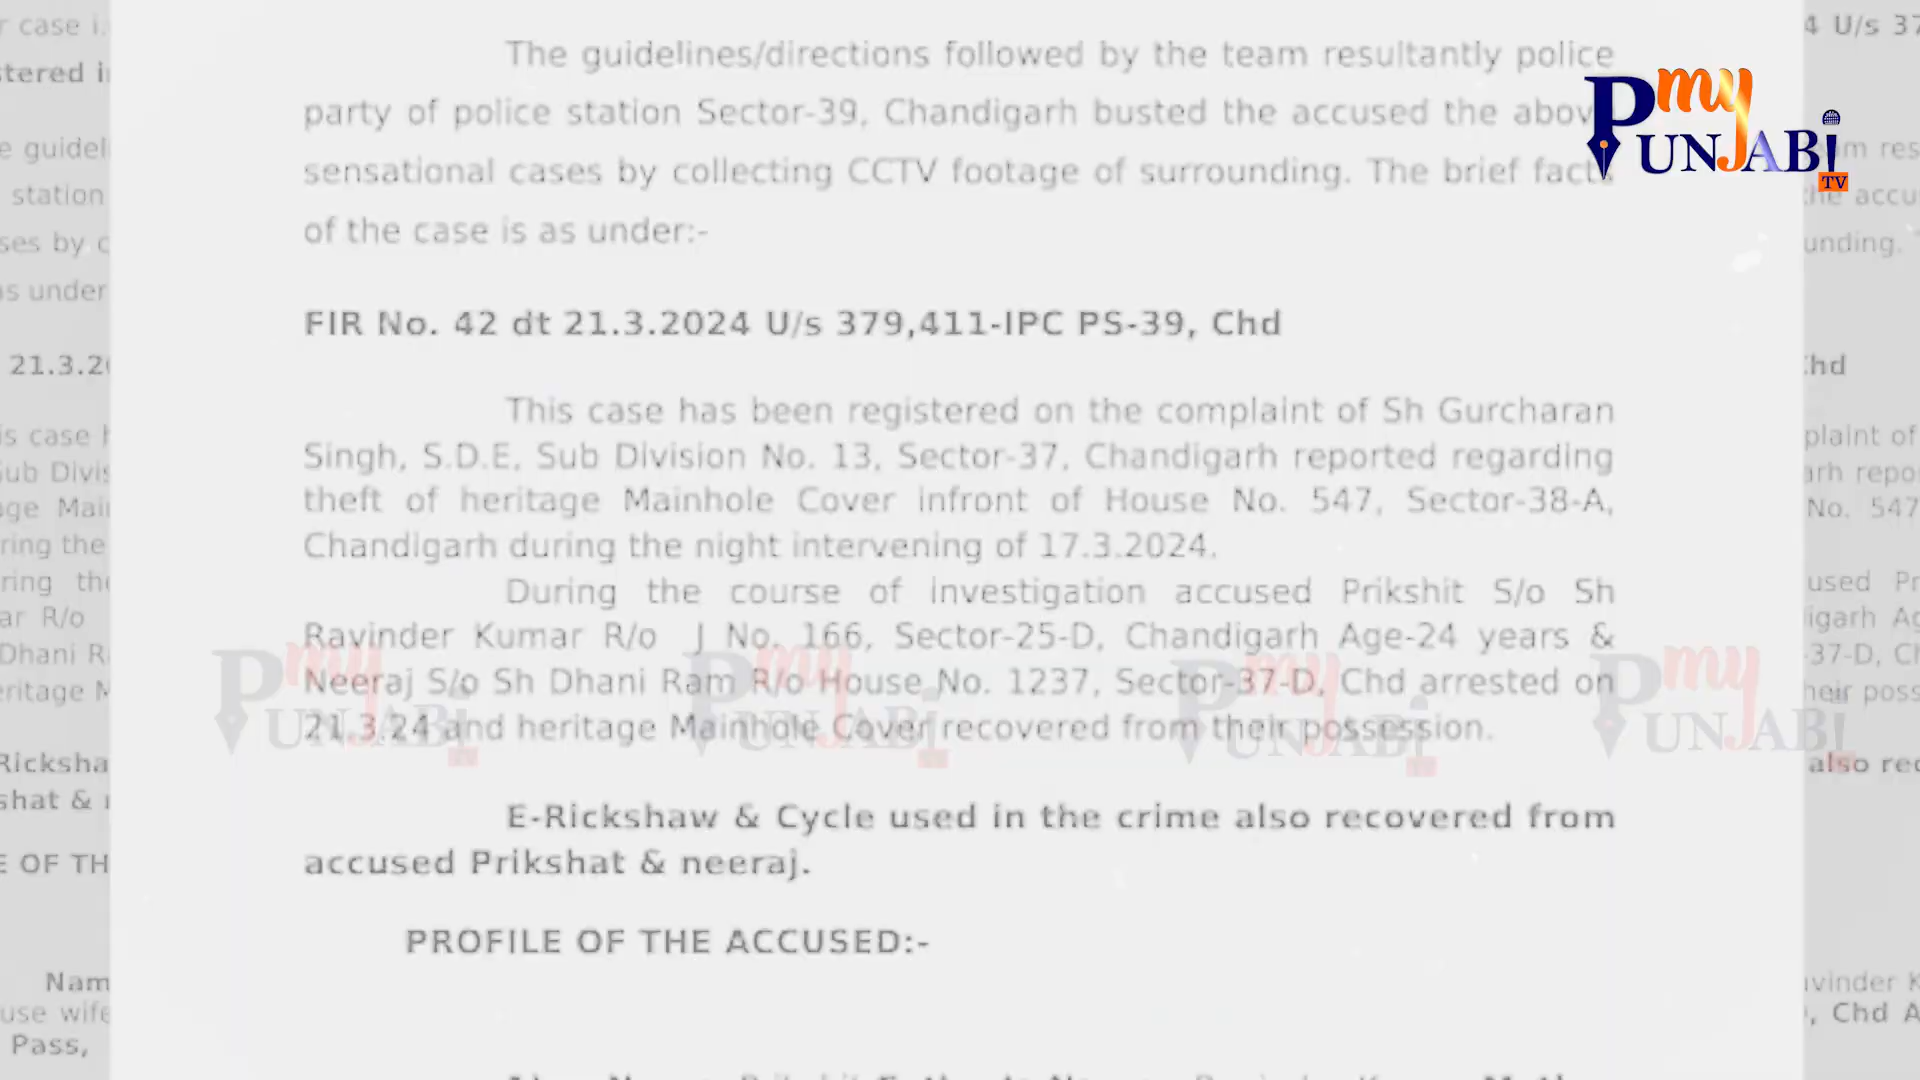 The guidelines/directions followed by the team resultantly police
party of police station Sector-39, Chandigarh busted the accused the above
sensational cases by collecting CCTV footage of surrounding. The brief facts
of the case is as under:-
FIR No. 42 dt 21.3.2024 U/s 379,411-IPC PS-39, Chd
This case has been registered on the complaint of Sh Gurcharan
Singh, S.D.E, Sub Division No. 13, Sector-37, Chandigarh reported regarding
theft of heritage Mainhole Cover infront of House No. 547, Sector-38-A,
Chandigarh during the night intervening of 17.3.2024.
During the course of investigation accused Prikshit S/o Sh
Ravinder Kumar R/o J No. 166, Sector-25-D, Chandigarh Age-24 years &
Neeraj S/o Sh Dhani Ram R/o House No. 1237, Sector-37-D, Chd arrested on
21.3.24 and heritage Mainhole Cover recovered from their possession.
E-Rickshaw & Cycle used in the crime also recovered from
accused Prikshat & neeraj.
PROFILE OF THE ACCUSED:-
my
PUNJABI
TV